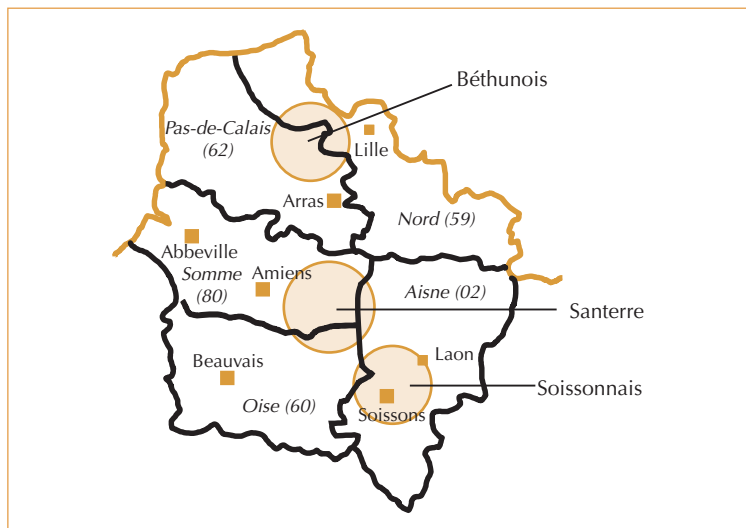 Béthunois
Pas-de-Calais
(62)
Lille
Arras
Nord (59)
Abbeville
Somme
(80)
Amiens
Aisne (02)
Santerre
Beauvais
Laon
Soissonnais
Oise (60)
Soissons